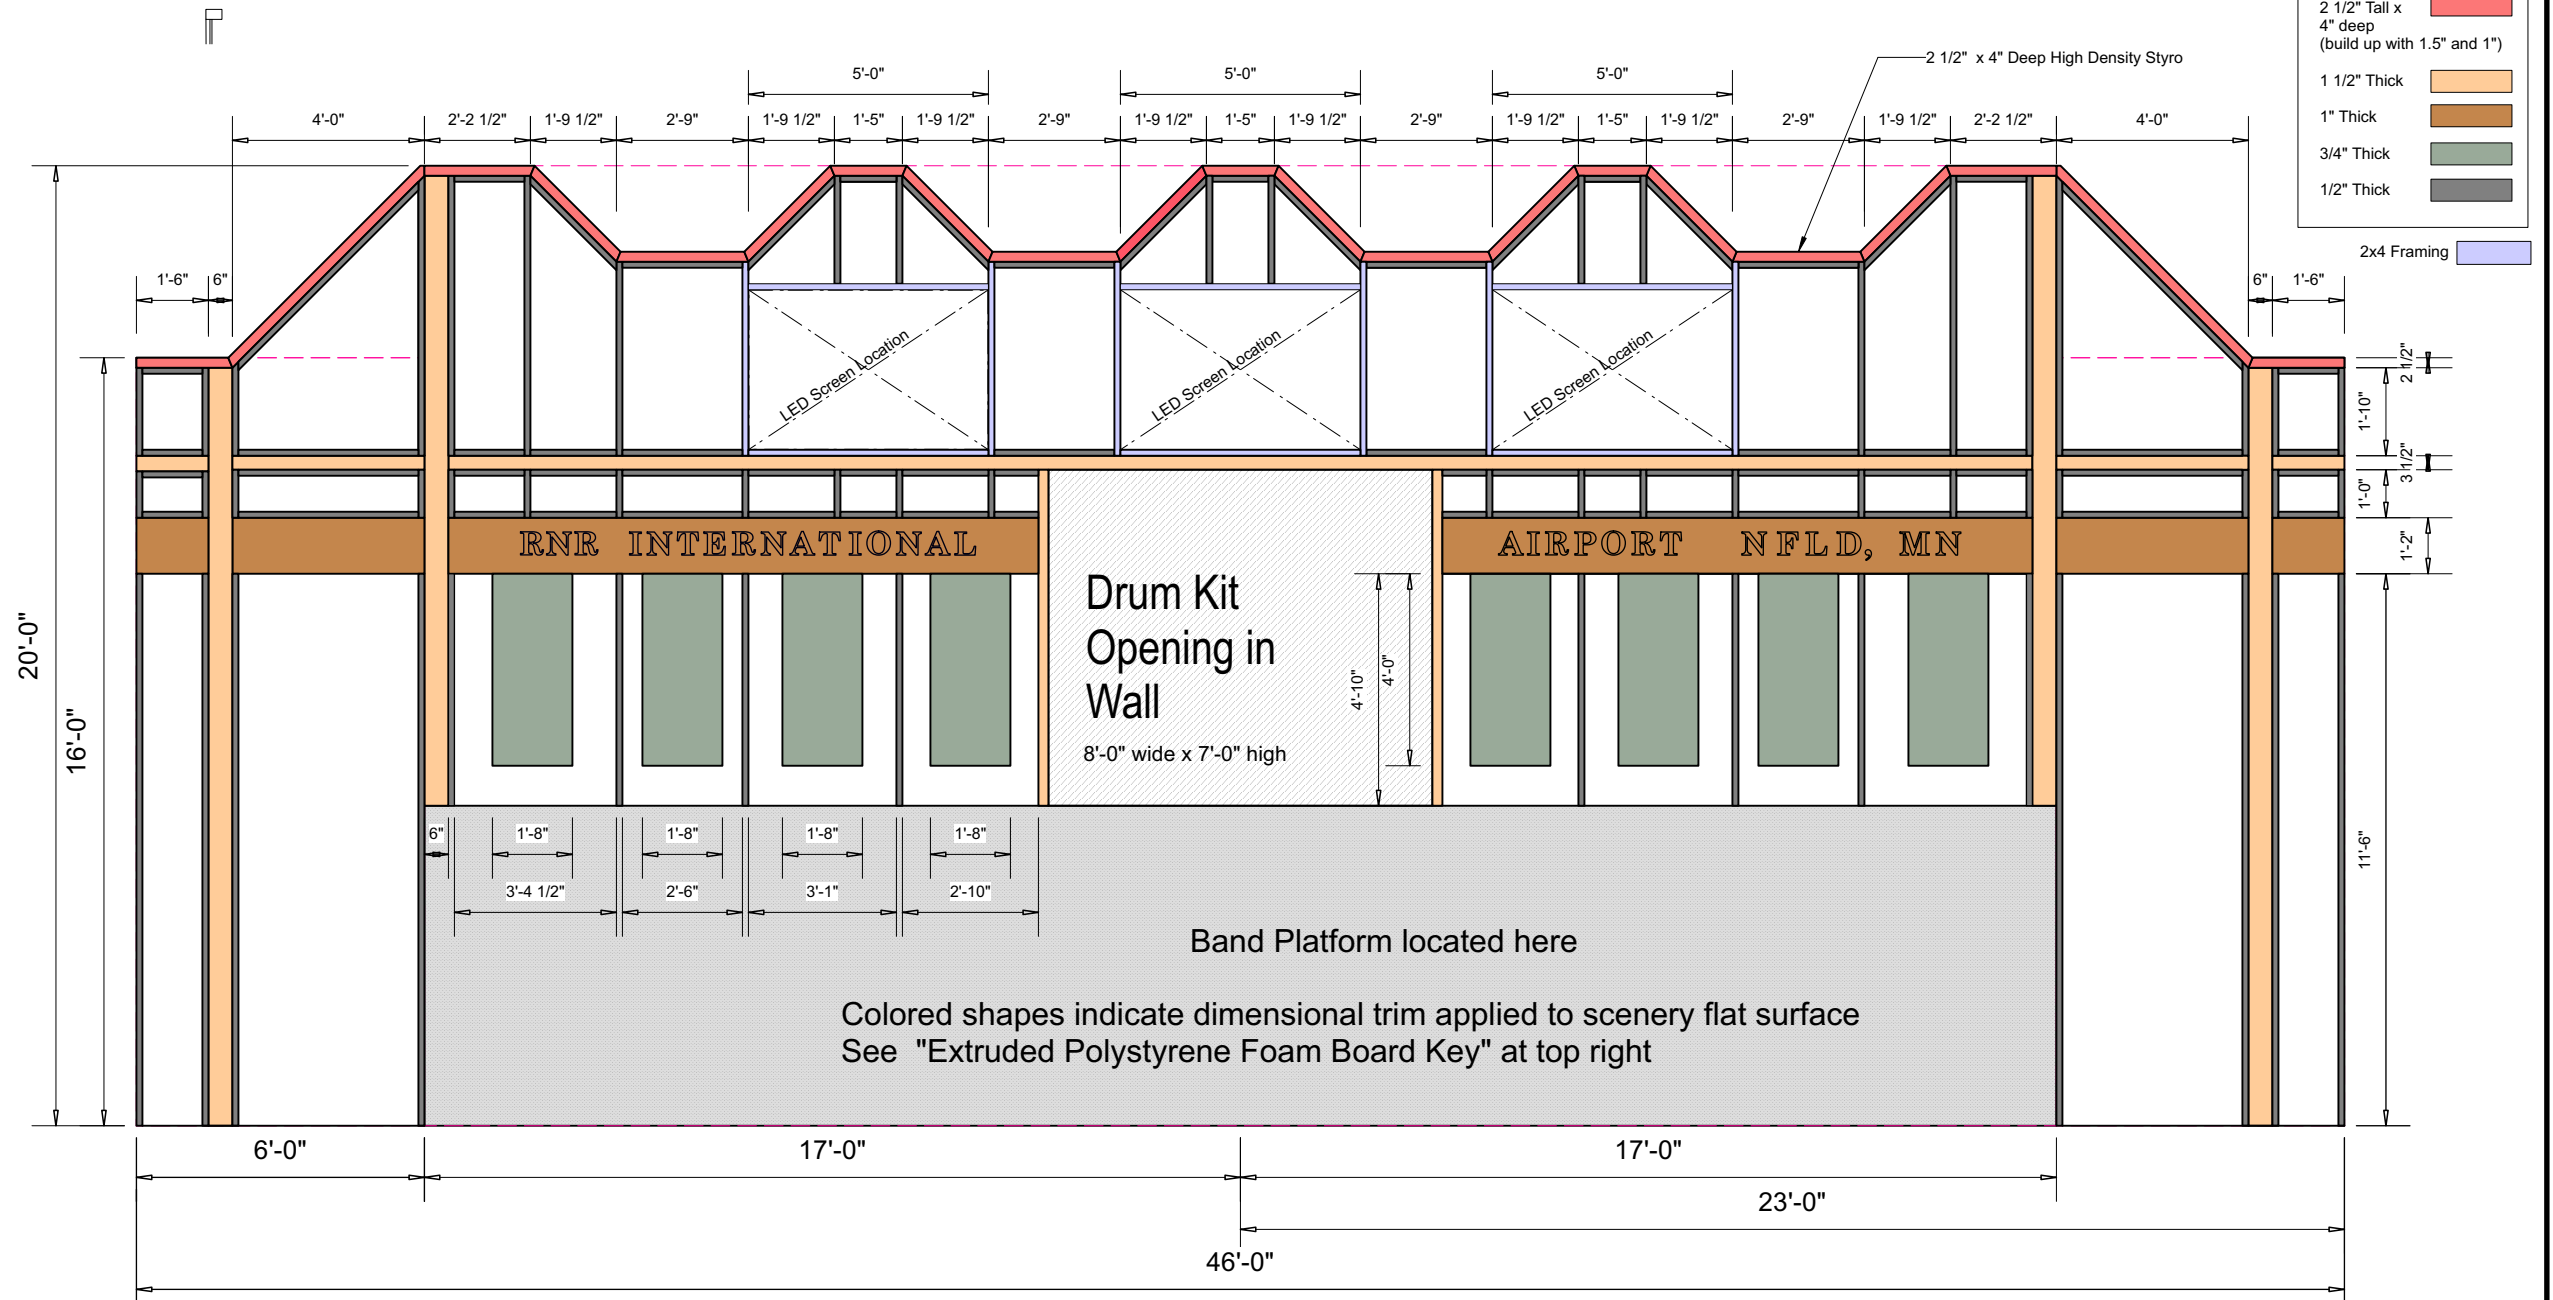 2 1/2" Tall x
4" deep
(build up with 1.5" and 1")
1 1/2" Thick
1" Thick
3/4" Thick
1/2" Thick
2x4 Framing
2 1/2"  x 4" Deep High Density Styro
5'-0" 5'-0" 5'-0"
4'-0" 2'-2 1/2" 1'-9 1/2" 2'-9" 1'-9 1/2" 1'-5" 1'-9 1/2" 2'-9" 1'-9 1/2" 1'-5" 1'-9 1/2" 2'-9" 1'-9 1/2" 1'-5" 1'-9 1/2" 2'-9" 1'-9 1/2" 2'-2 1/2" 4'-0"
1'-6" 6" 6" 1'-6"
LED Screen Location
LED Screen Location
LED Screen Location
2 1/2"
1'-10"
3 1/2"
1'-0"
1'-2"
11'-6"
20'-0"
16'-0"
RNR INTERNATIONAL
AIRPORT NFLD, MN
Drum Kit
Opening in
Wall
8'-0" wide x 7'-0" high
4'-10"
4'-0"
6" 1'-8" 1'-8" 1'-8" 1'-8"
3'-4 1/2" 2'-6" 3'-1" 2'-10"
Band Platform located here
Colored shapes indicate dimensional trim applied to scenery flat surface
See  "Extruded Polystyrene Foam Board Key" at top right
6'-0" 17'-0" 17'-0"
23'-0"
46'-0"